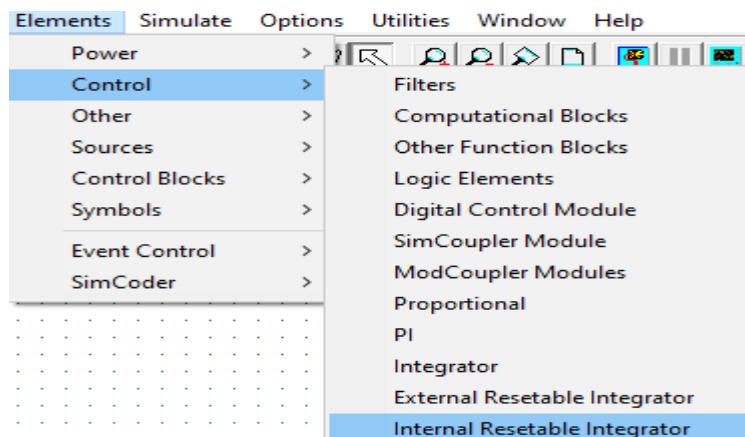 Elements Simulate Options Utilities Window Help
Power
Control
Other
Sources
Control Blocks
Symbols
Event Control
SimCoder
Filters
Computational Blocks
Other Function Blocks
Logic Elements
Digital Control Module
SimCoupler Module
ModCoupler Modules
Proportional
PI
Integrator
External Resetable Integrator
Internal Resetable Integrator